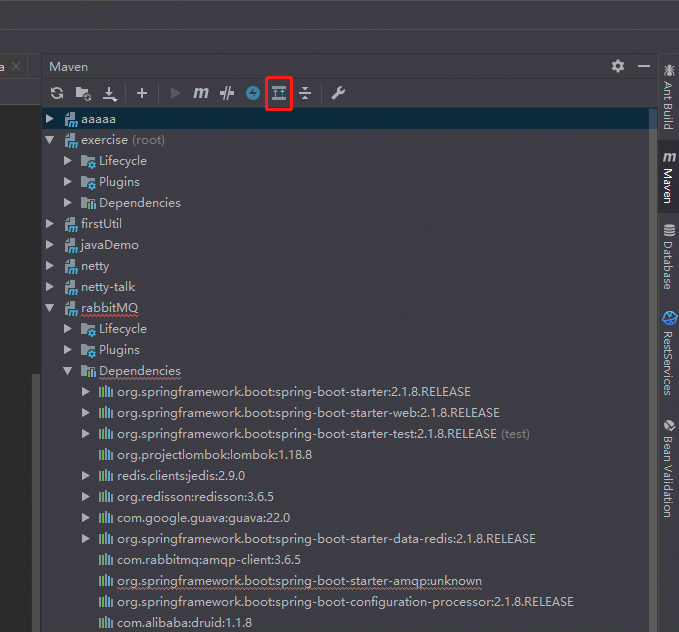 a
Maven
m
aaaaa
exercise (root)
Lifecycle
Plugins
Dependencies
firstUtil
javaDemo
netty
netty-talk
rabbitMQ
Lifecycle
Plugins
Dependencies
org.springframework.boot:spring-boot-starter:2.1.8.RELEASE
org.springframework.boot:spring-boot-starter-web:2.1.8.RELEASE
org.springframework.boot:spring-boot-starter-test:2.1.8.RELEASE (test)
org.projectlombok:lombok:1.18.8
redis.clients:jedis:2.9.0
org.redisson:redisson:3.6.5
com.google.guava:guava:22.0
org.springframework.boot:spring-boot-starter-data-redis:2.1.8.RELEASE
com.rabbitmq:amqp-client:3.6.5
org.springframework.boot:spring-boot-starter-amqp:unknown
org.springframework.boot:spring-boot-configuration-processor:2.1.8.RELEASE
com.alibaba:druid:1.1.8
Ant Build
m Maven
Database
RestServices
Bean Validation